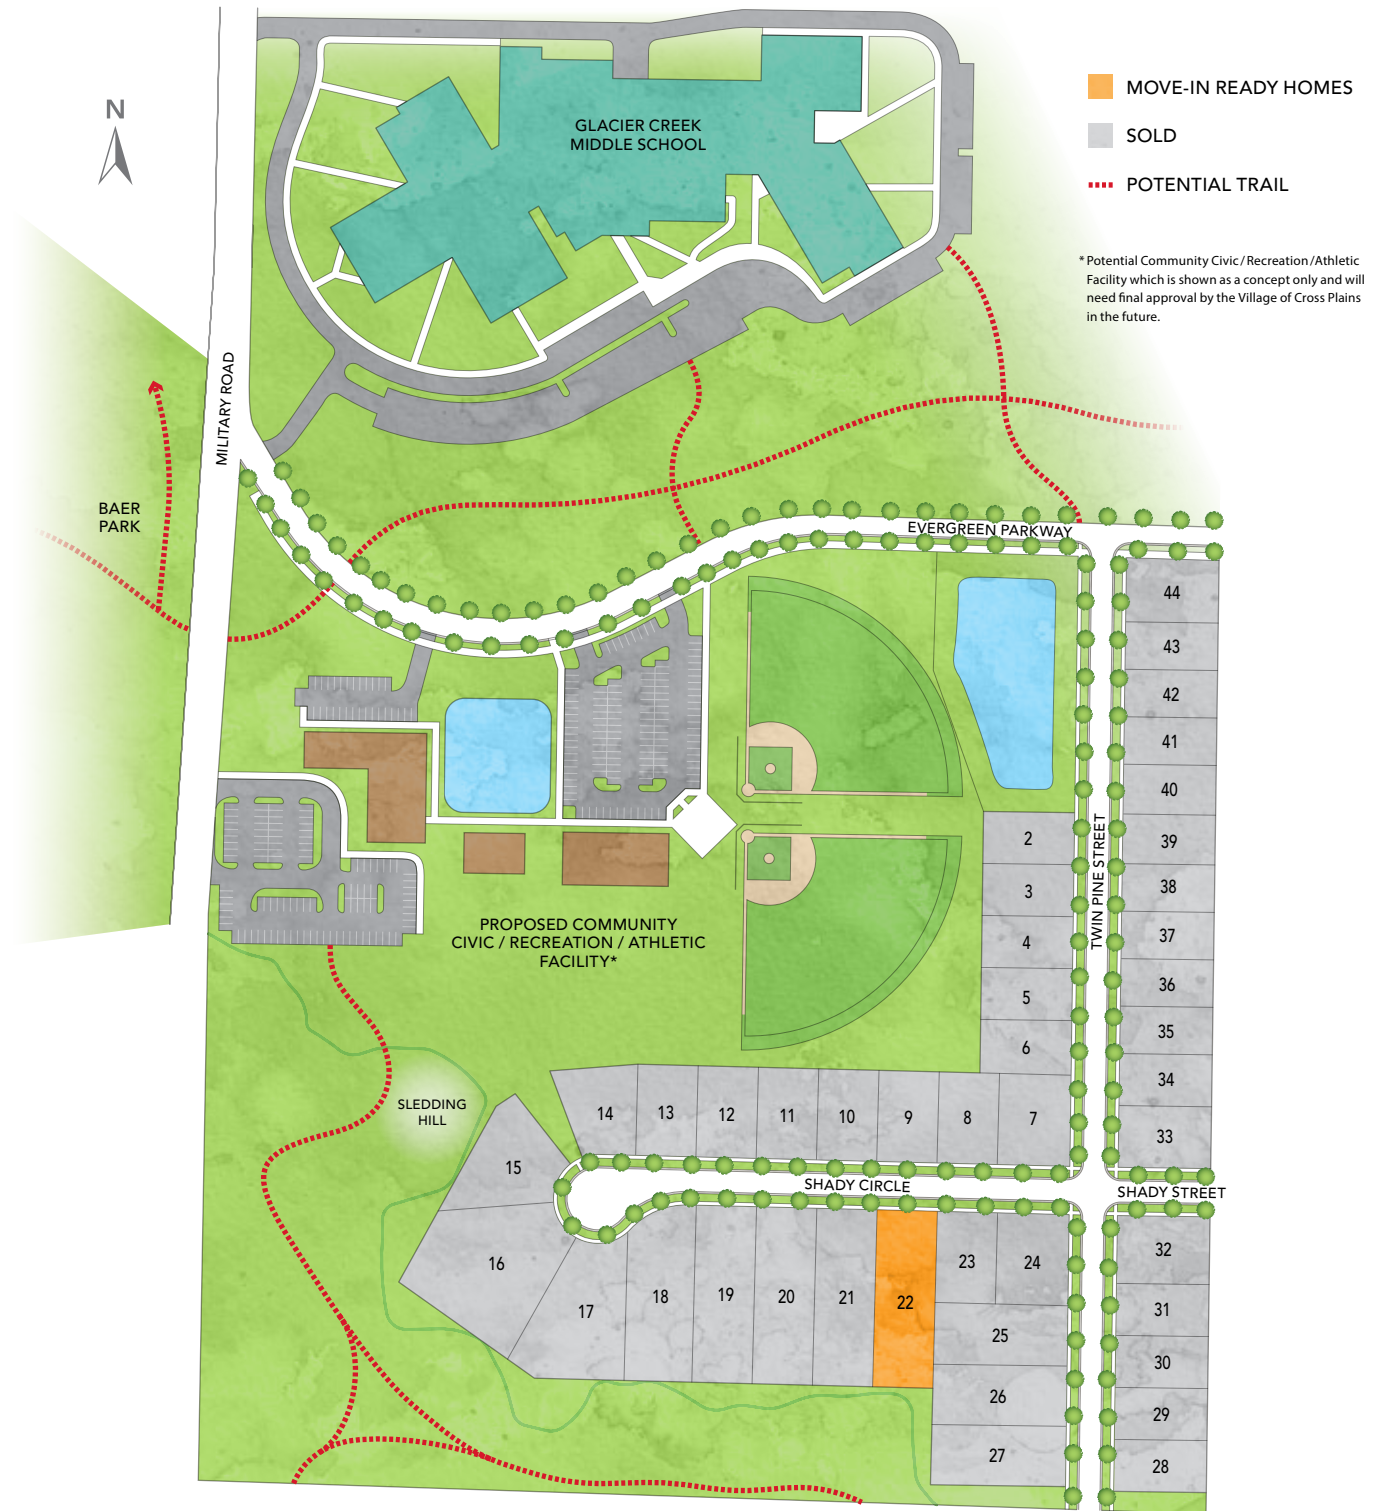 N
GLACIER CREEK
MIDDLE SCHOOL
MOVE-IN READY HOMES
SOLD
POTENTIAL TRAIL
* Potential Community Civic / Recreation / Athletic
Facility which is shown as a concept only and will
need final approval by the Village of Cross Plains
in the future.
MILITARY ROAD
BAER
PARK
EVERGREEN PARKWAY
44
43
42
41
40
39
38
37
36
35
34
33
TWIN PINE STREET
2
3
4
5
6
PROPOSED COMMUNITY
CIVIC / RECREATION / ATHLETIC
FACILITY*
SLEDDING
HILL
14
13
12
11
10
9
8
7
15
SHADY CIRCLE
SHADY STREET
16
17
18
19
20
21
22
23
24
25
26
27
32
31
30
29
28